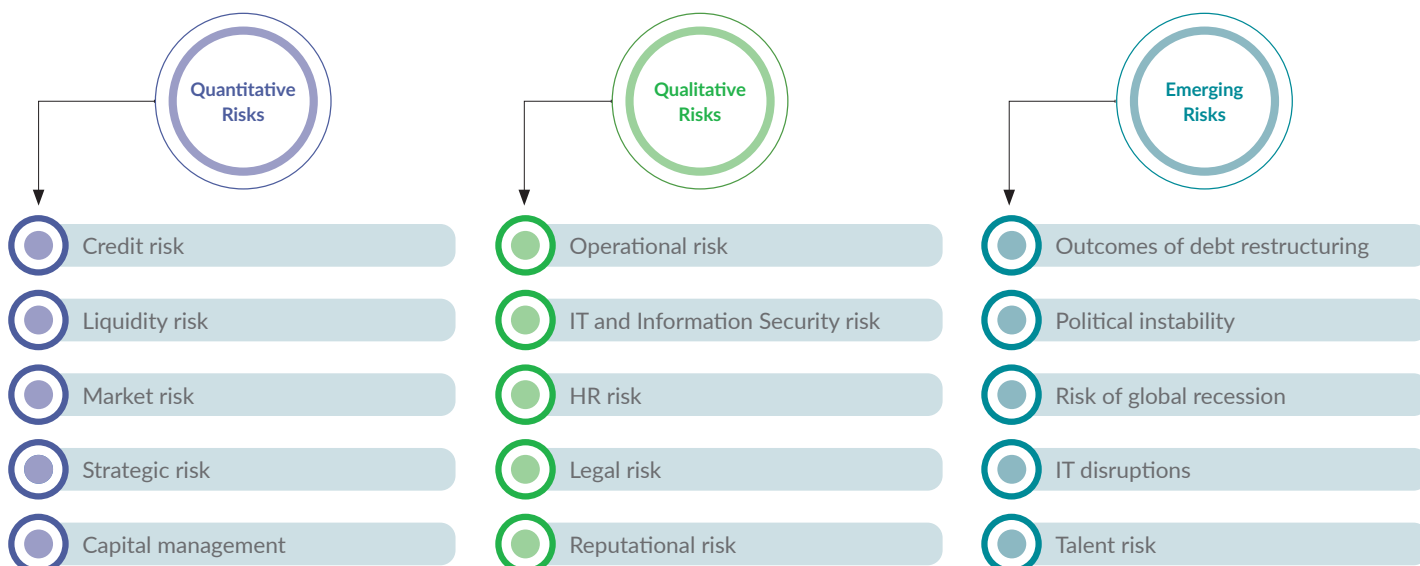 Quantitative
Risks
Credit risk
Liquidity risk
Market risk
Strategic risk
Capital management
Qualitative
Risks
Operational risk
IT and Information Security risk
HR risk
Legal risk
Reputational risk
Emerging
Risks
Outcomes of debt restructuring
Political instability
Risk of global recession
IT disruptions
Talent risk